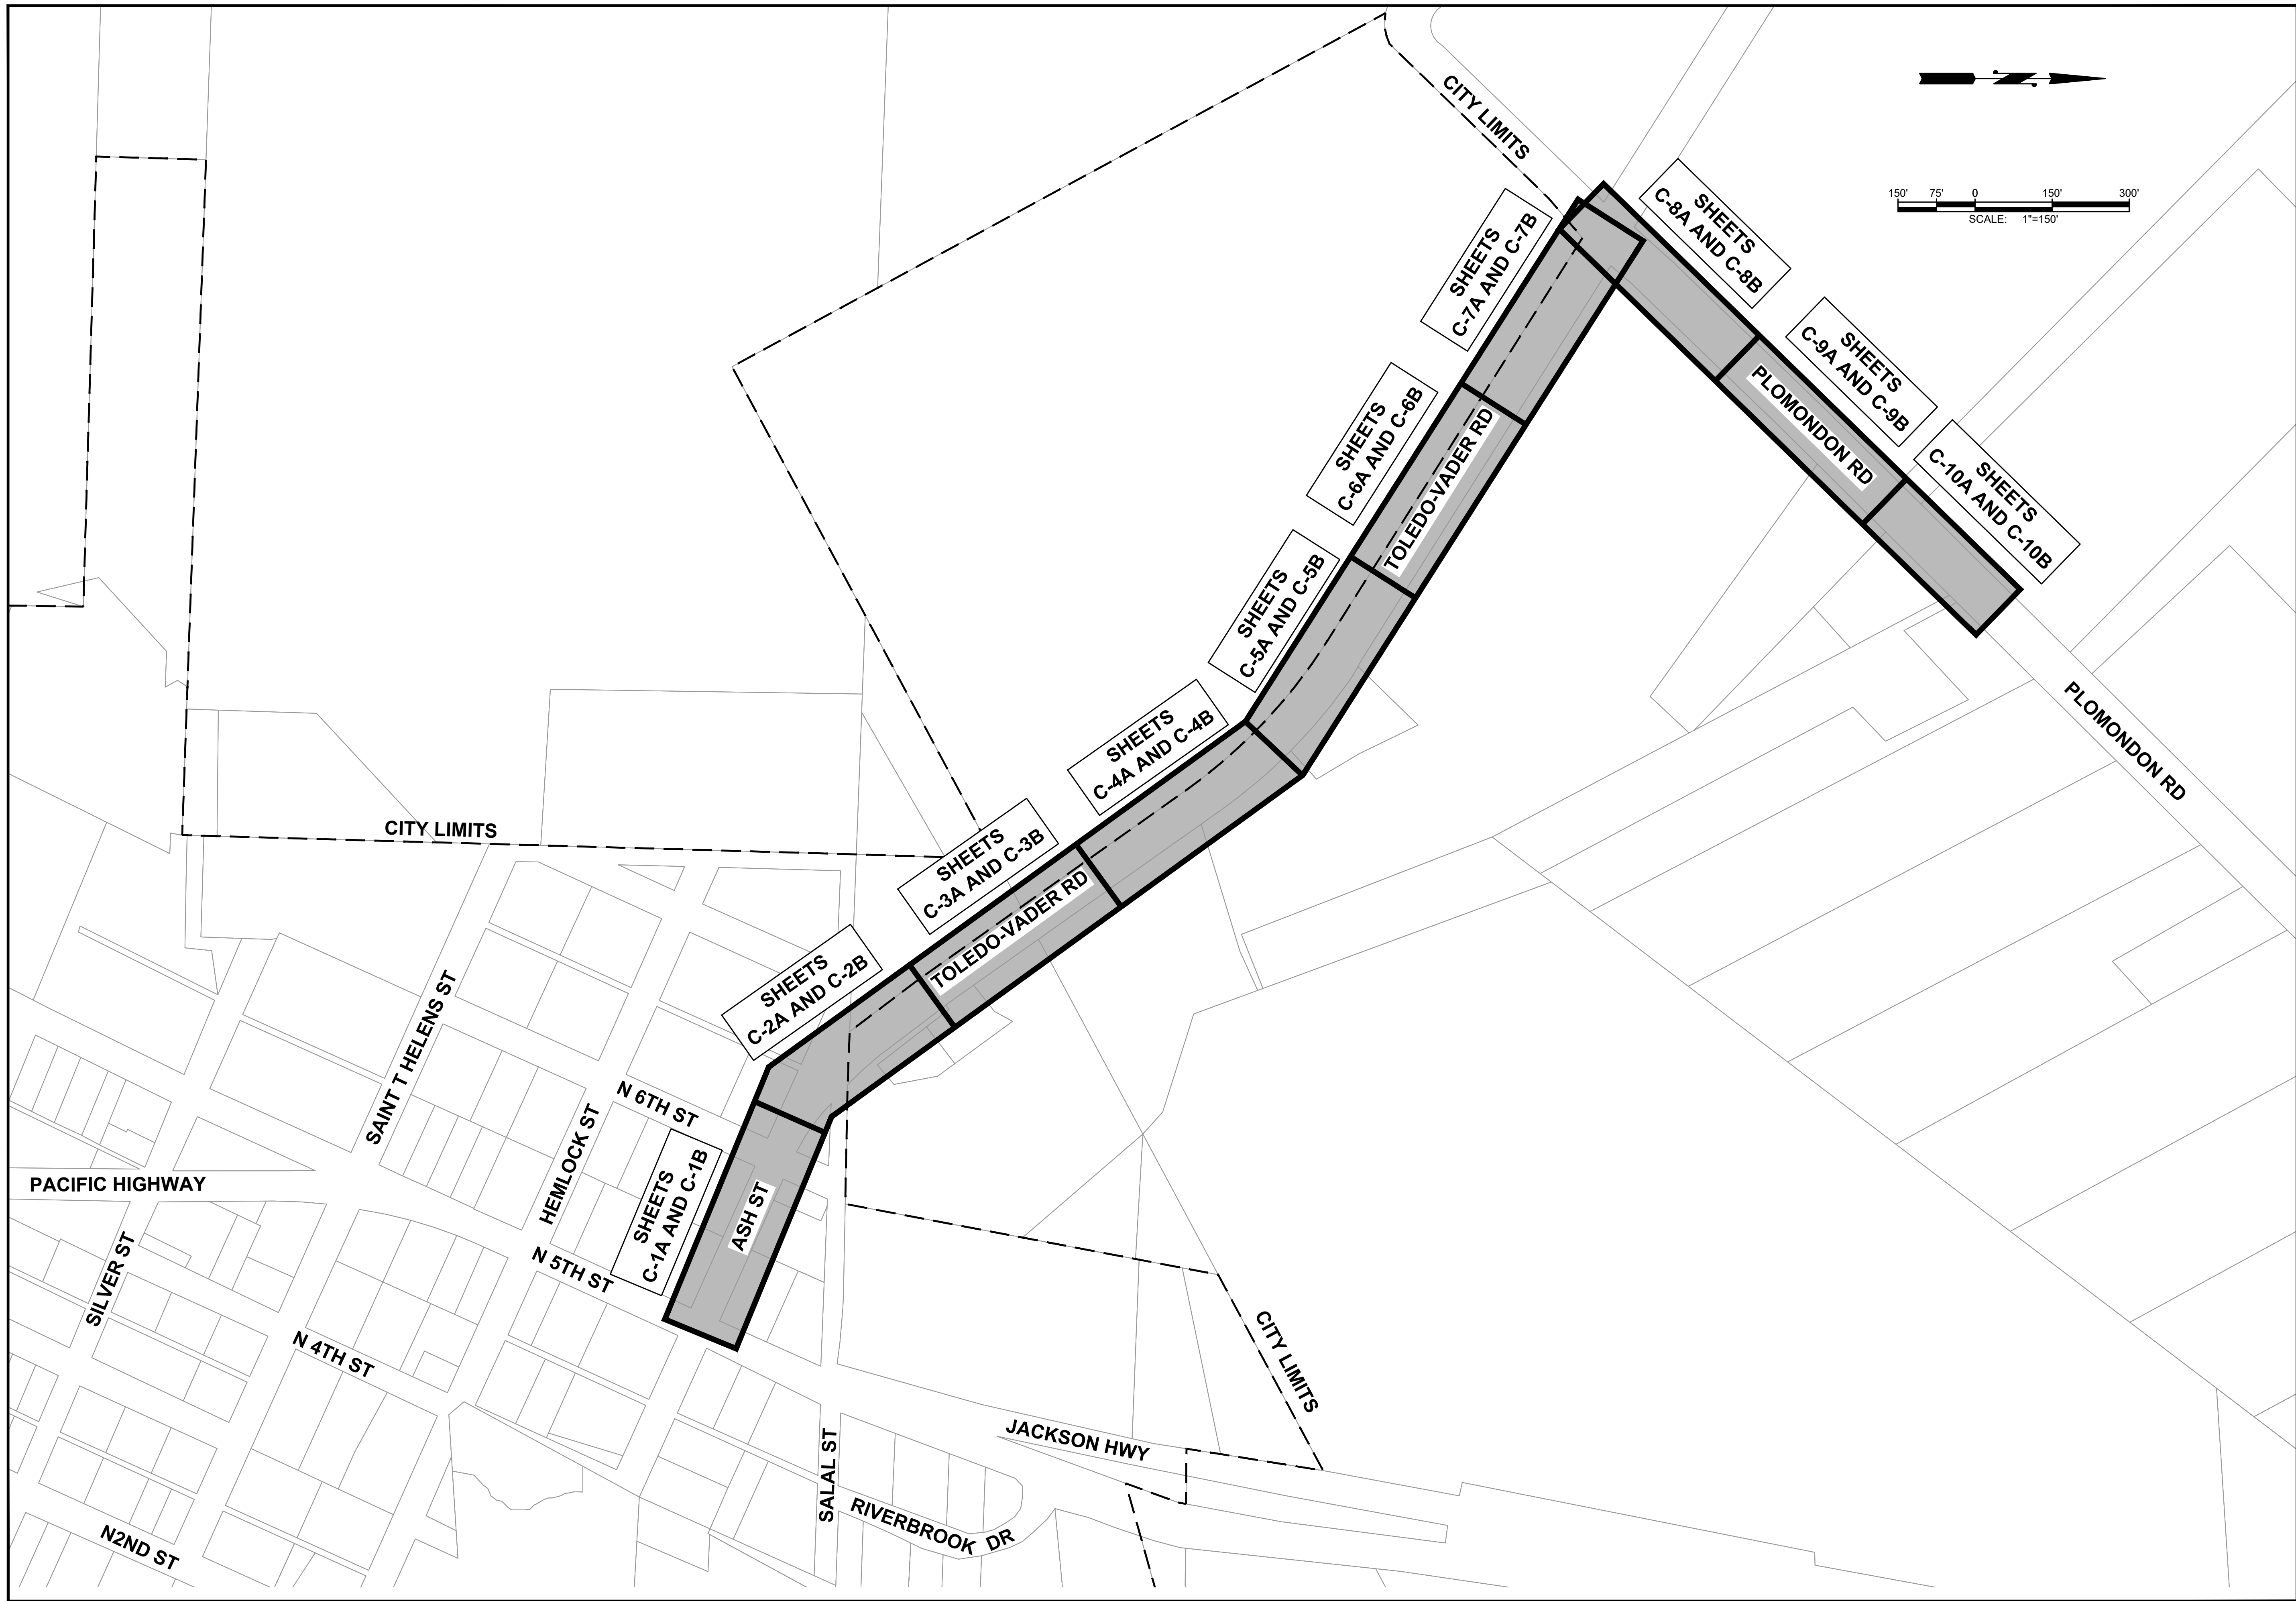 CITY LIMITS
150' 75' 0 150' 300'
SCALE: 1"=150'
SHEETS
C-8A AND C-8B
SHEETS
C-7A AND C-7B
SHEETS
C-9A AND C-9B
PLOMONDON RD
SHEETS
C-6A AND C-6B
TOLEDO-VADER RD
SHEETS
C-10A AND C-10B
SHEETS
C-5A AND C-5B
SHEETS
C-4A AND C-4B
PLOMONDON RD
CITY LIMITS
SHEETS
C-3A AND C-3B
TOLEDO-VADER RD
SHEETS
C-2A AND C-2B
SAINT T HELENS ST
N 6TH ST
HEMLOCK ST
PACIFIC HIGHWAY
SHEETS
C-1A AND C-1B
ASH ST
SILVER ST
N 5TH ST
N 4TH ST
CITY LIMITS
JACKSON HWY
SALAL ST
RIVERBROOK DR
N2ND ST